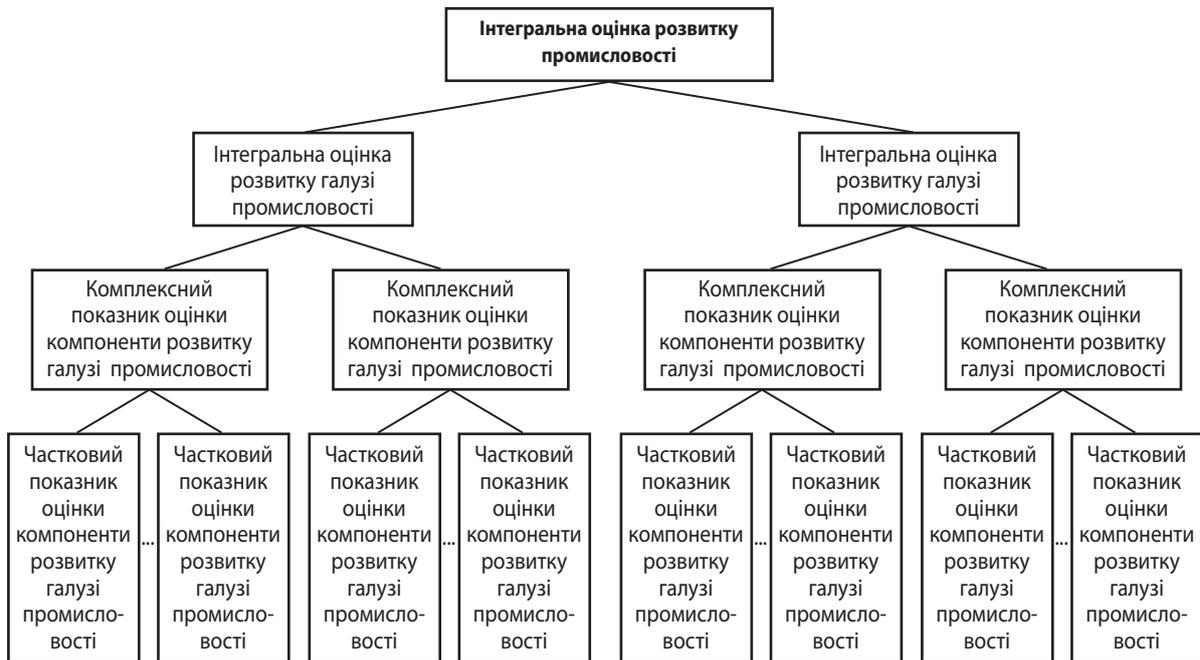 Інтегральна оцінка розвитку
промисловості
Інтегральна оцінка
розвитку галузі
промисловості
Інтегральна оцінка
розвитку галузі
промисловості
Комплексний
показник оцінки
компоненти розвитку
галузі промисловості
Комплексний
показник оцінки
компоненти розвитку
галузі промисловості
Комплексний
показник оцінки
компоненти розвитку
галузі промисловості
Комплексний
показник оцінки
компоненти розвитку
галузі промисловості
Частковий
показник
оцінки
компоненти
розвитку
галузі
промисло-
вості
...
Частковий
показник
оцінки
компоненти
розвитку
галузі
промисло-
вості
Частковий
показник
оцінки
компоненти
розвитку
галузі
промисло-
вості
...
Частковий
показник
оцінки
компоненти
розвитку
галузі
промисло-
вості
Частковий
показник
оцінки
компоненти
розвитку
галузі
промисло-
вості
...
Частковий
показник
оцінки
компоненти
розвитку
галузі
промисло-
вості
Частковий
показник
оцінки
компоненти
розвитку
галузі
промисло-
вості
...
Частковий
показник
оцінки
компоненти
розвитку
галузі
промисло-
вості